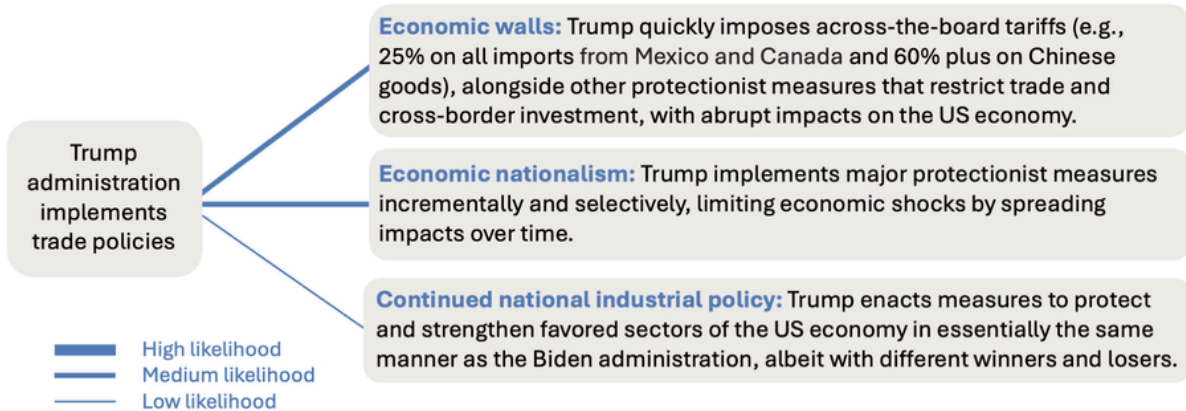 Economic walls: Trump quickly imposes across-the-board tariffs (e.g.,
25% on all imports from Mexico and Canada and 60% plus on Chinese
goods), alongside other protectionist measures that restrict trade and
cross-border investment, with abrupt impacts on the US economy.
Trump
administration
implements
trade policies
Economic nationalism: Trump implements major protectionist measures
incrementally and selectively, limiting economic shocks by spreading
impacts over time.
Continued national industrial policy: Trump enacts measures to protect
and strengthen favored sectors of the US economy in essentially the same
manner as the Biden administration, albeit with different winners and losers.
High likelihood
Medium likelihood
Low likelihood